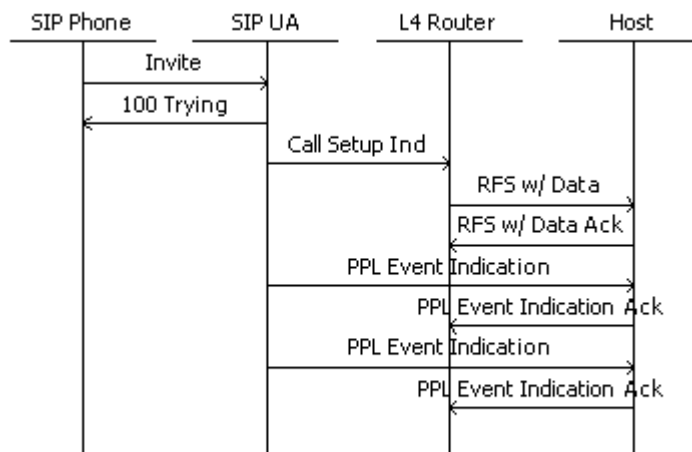 SIP Phone SIP UA L4 Router Host
Invite
100 Trying
Call Setup Ind
RFS w/ Data
RFS w/ Data Ack
PPL Event Indication
PPL Event Indication Ack
PPL Event Indication
PPL Event Indication Ack